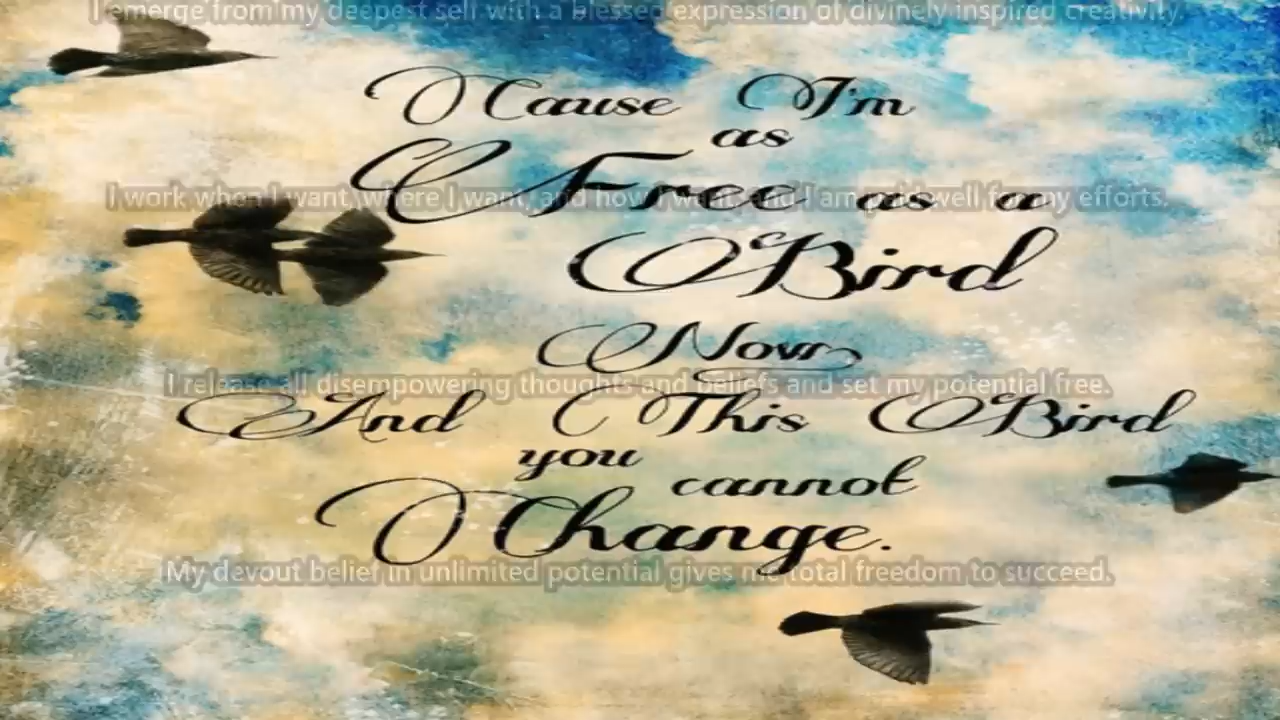 I emerge from my deepest self with a blessed expression of divinely inspired creativity.
'Cause I'm
as
Free as a
I work when I want, where I want, and how I want and I am paid well for my efforts.
Bird
Now
I release all disempowering thoughts and beliefs and set my potential free.
And This Bird
you cannot
Change.
My devout belief in unlimited potential gives me total freedom to succeed.